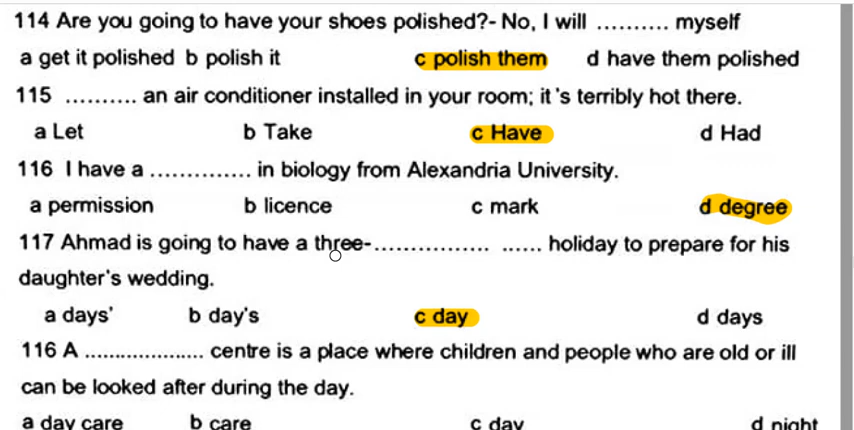 114 Are you going to have your shoes polished?- No, I will .......... myself
a get it polished b polish it c polish them d have them polished
115 .......... an air conditioner installed in your room; it's terribly hot there.
a Let b Take c Have d Had
116 I have a .............. in biology from Alexandria University.
a permission b licence c mark d degree
117 Ahmad is going to have a three-................ ...... holiday to prepare for his
daughter's wedding.
a days' b day's c day d days
116 A ..................... centre is a place where children and people who are old or ill
can be looked after during the day.
a day care b care c day d night